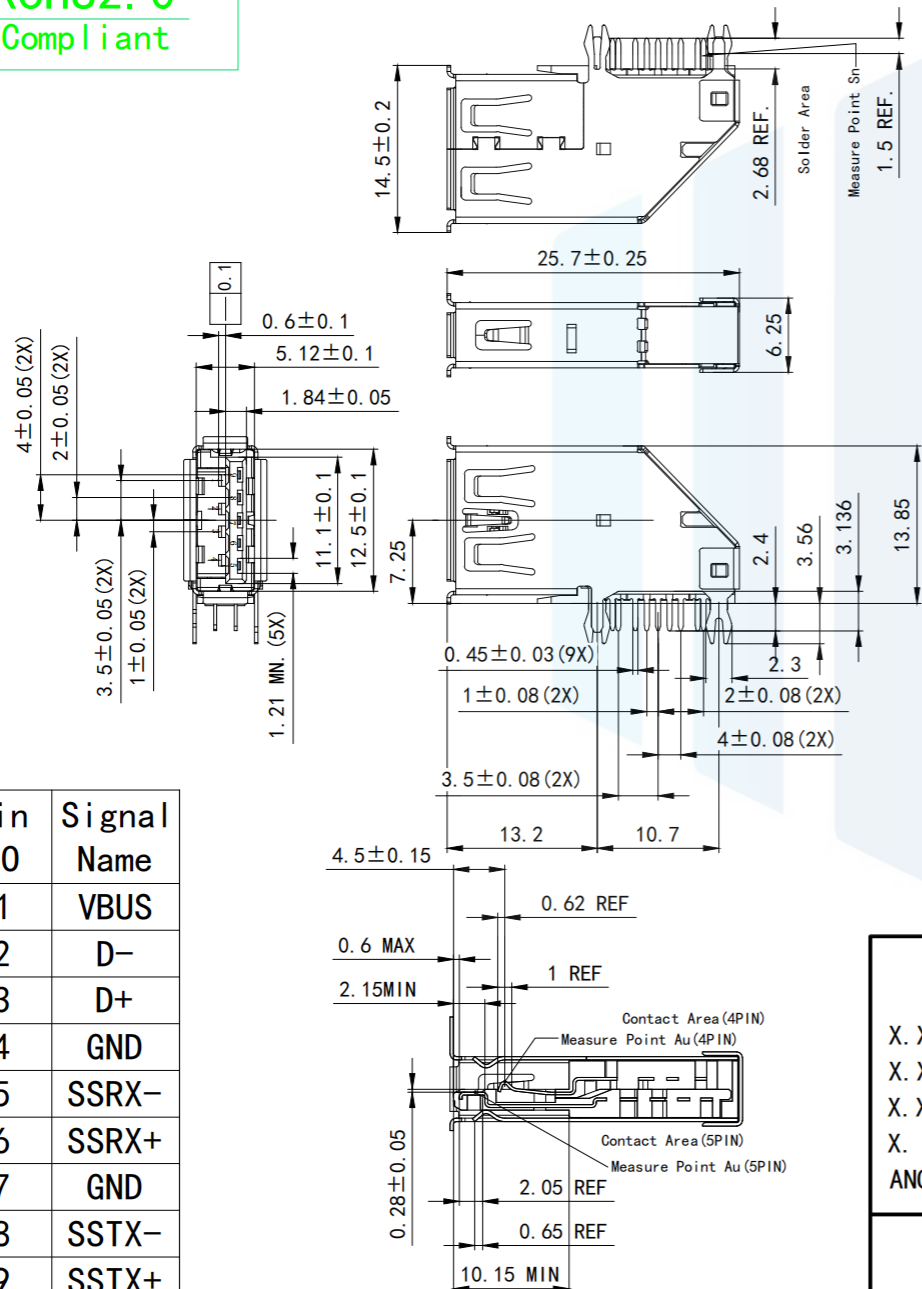 Compliant
14.5±0.2
2.68 REF.
Solder Area
Measure Point Sn
1.5 REF.
25.7±0.25
6.25
0.1
0.6±0.1
5.12±0.1
1.84±0.05
4±0.05(2X)
2±0.05(2X)
11.1±0.1
12.5±0.1
3.5±0.05(2X)
1±0.05(2X)
1.21 MN.(5X)
7.25
2.4
3.56
3.136
13.85
0.45±0.03(9X)
2.3
1±0.08(2X)
2±0.08(2X)
4±0.08(2X)
3.5±0.08(2X)
13.2
10.7
Signal
Name
1 VBUS
2 D-
3 D+
4 GND
5 SSRX-
6 SSRX+
7 GND
8 SSTX-
9 SSTX+
4.5±0.15
0.62 REF
0.6 MAX
1 REF
2.15MIN
Contact Area(4PIN)
Measure Point Au(4PIN)
Contact Area(5PIN)
Measure Point Au(5PIN)
0.28±0.05
2.05 REF
0.65 REF
10.15 MIN
X.X
X.X
X.X
X.